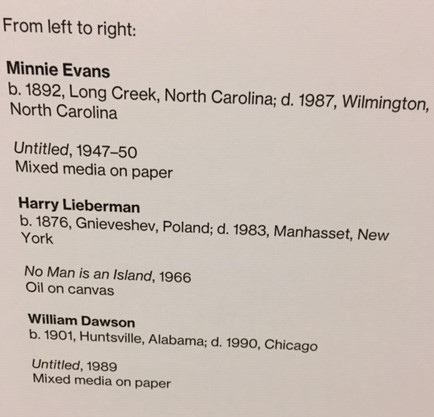 From left to right:
Minnie Evans
b. 1892, Long Creek, North Carolina; d. 1987, Wilmington,
North Carolina
Untitled, 1947–50
Mixed media on paper
Harry Lieberman
b. 1876, Gnieveshev, Poland; d. 1983, Manhasset, New
York
No Man is an Island, 1966
Oil on canvas
William Dawson
b. 1901, Huntsville, Alabama; d. 1990, Chicago
Untitled, 1989
Mixed media on paper